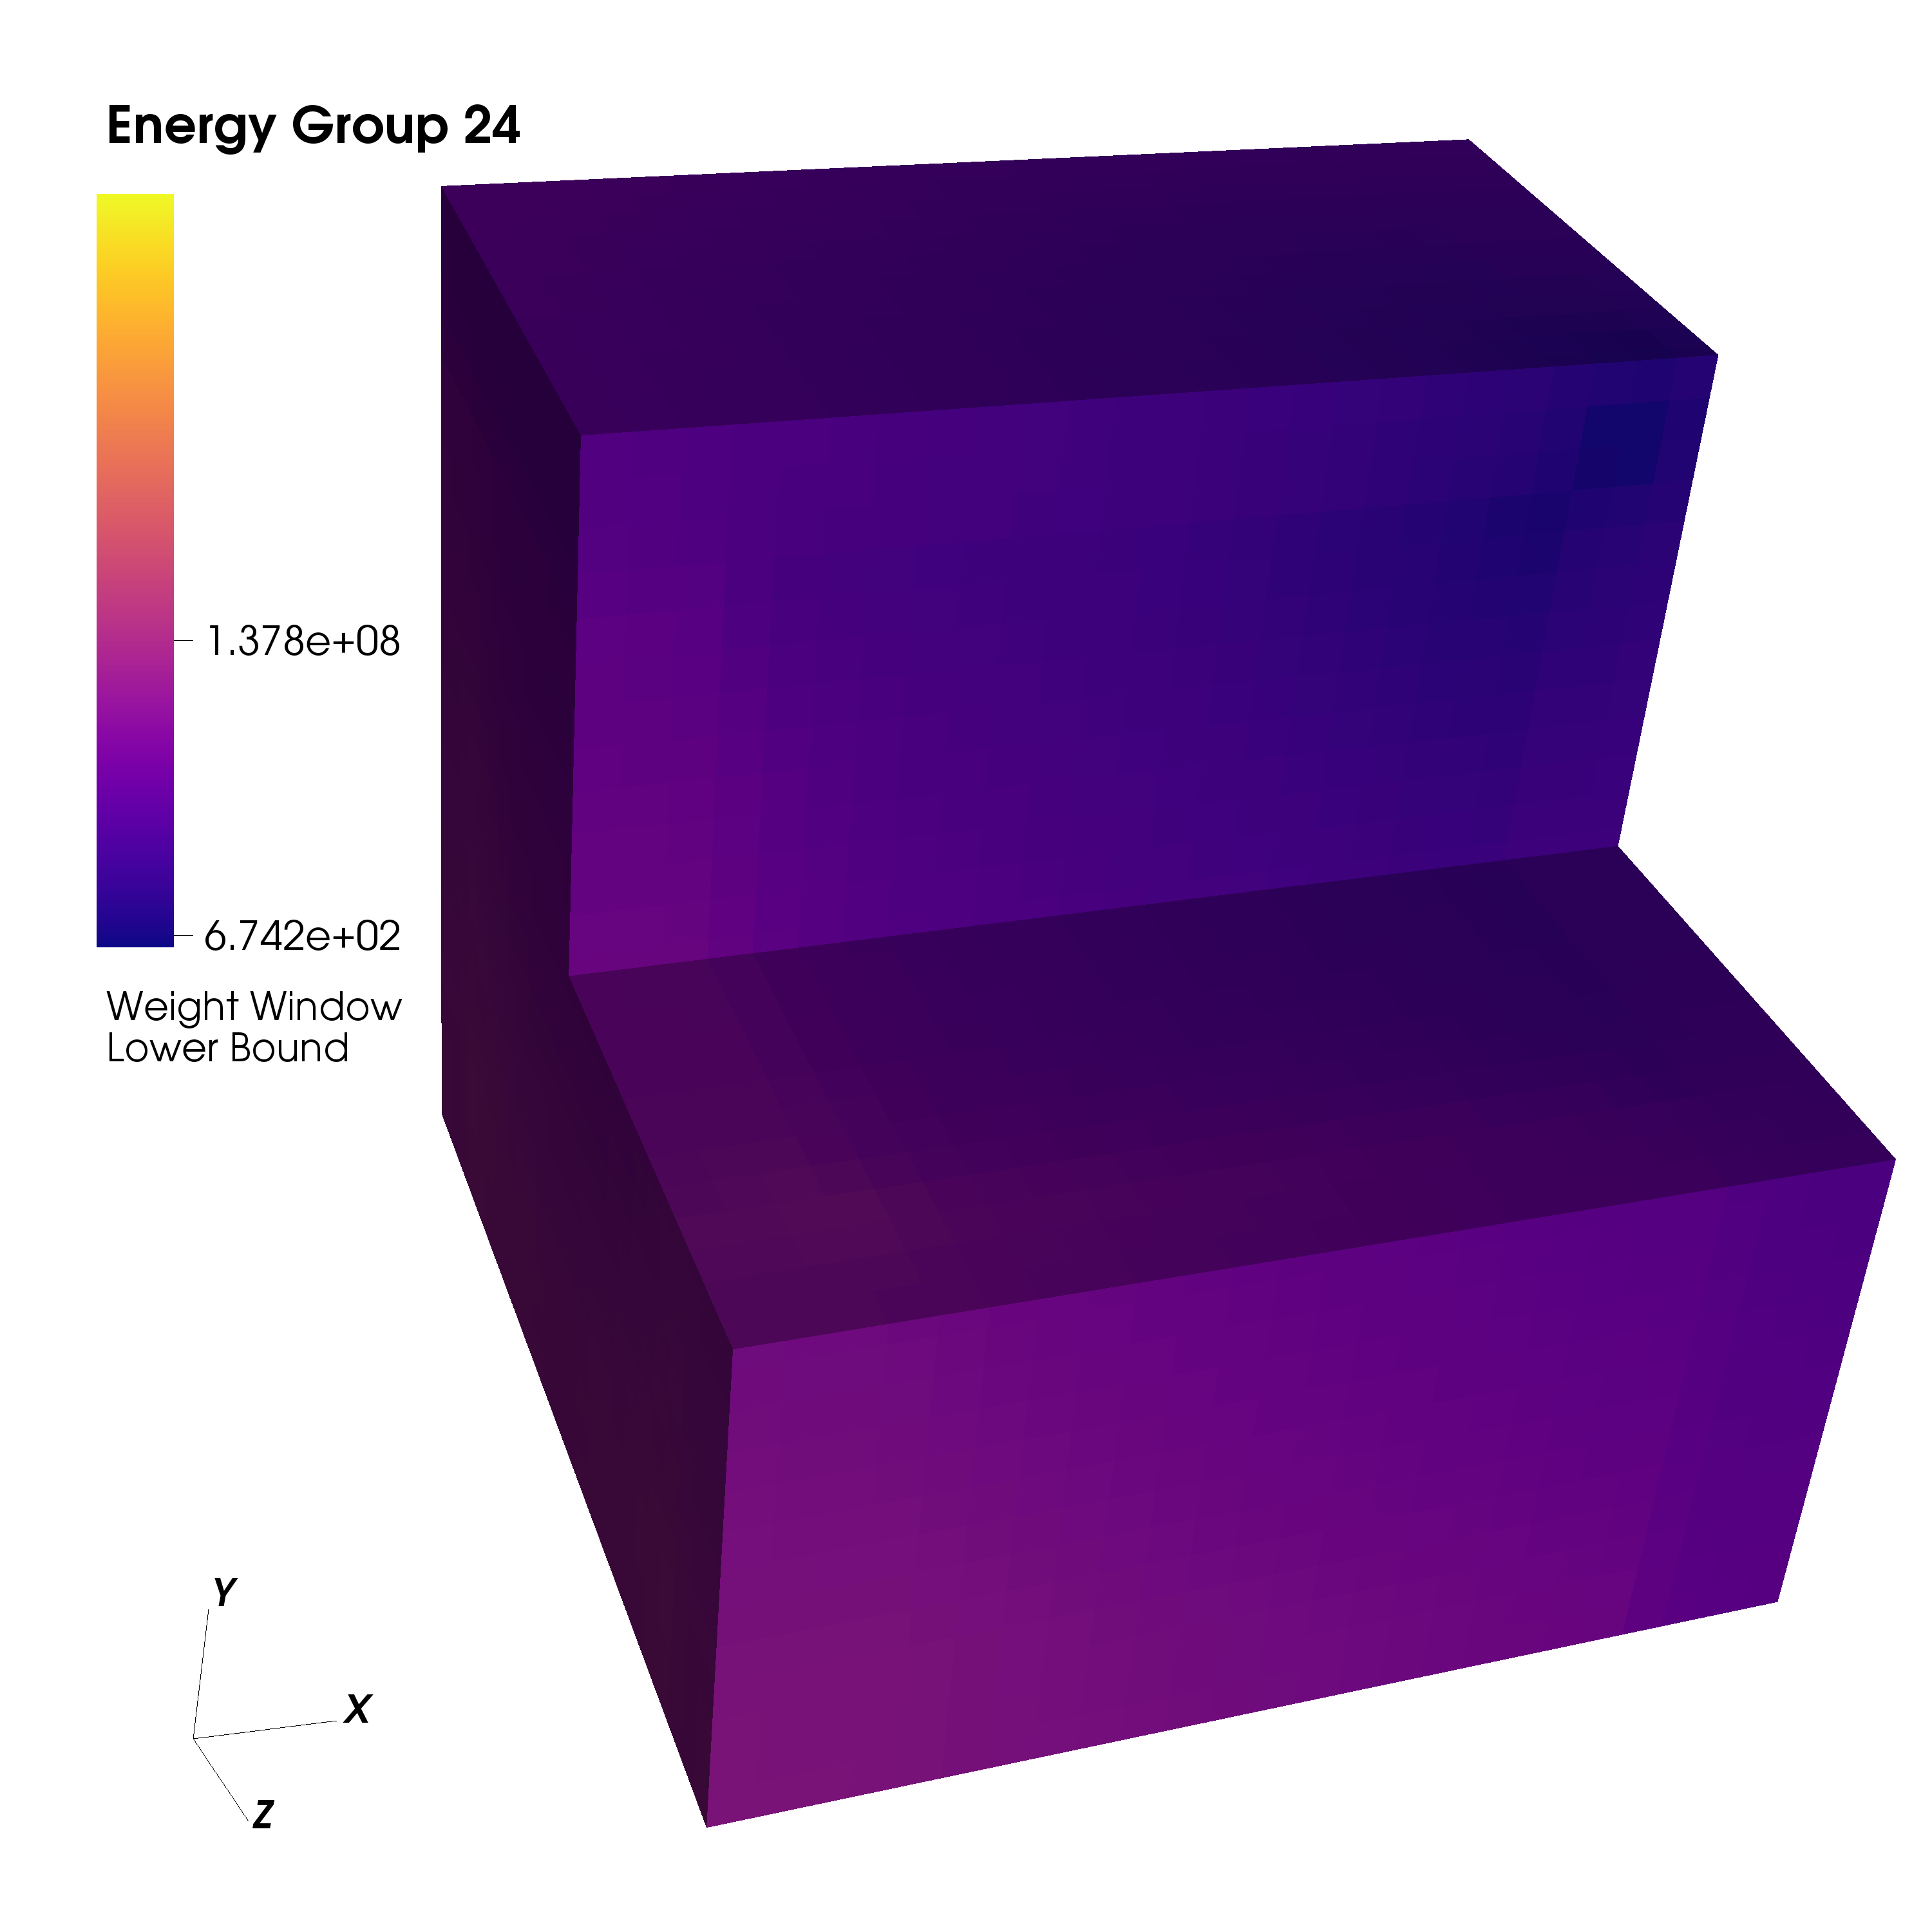 Energy Group 24
1.378e+08
6.742e+02
Weight Window
Lower Bound
Y
X
Z